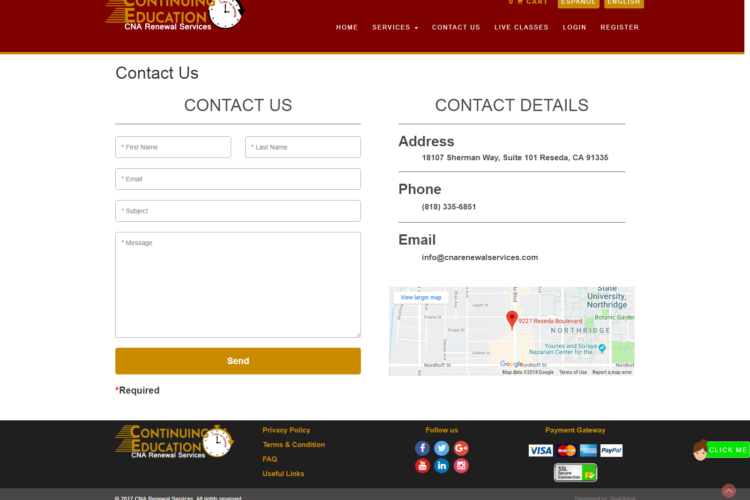 CONTINUING
EDUCATION
CNA Renewal Services
0 CART
ESPAÑOL
ENGLISH
HOME
SERVICES
CONTACT US
LIVE CLASSES
LOGIN
REGISTER
Contact Us
CONTACT US
* First Name
* Last Name
* Email
* Subject
* Message
Send
*Required
CONTACT DETAILS
Address
18107 Sherman Way, Suite 101 Reseda, CA 91335
Phone
(818) 335-6851
Email
info@cnarenewalservices.com
View larger map
State
University,
Northridge
Botanic Garden
9227 Reseda Boulevard
NORTHRIDGE
Younes and Soraya
Nazarian Center for the...
Nordhoff St
Nordhoff St
Google
Map data ©2018 Google
Terms of Use
Report a map error
CONTINUING
EDUCATION
CNA Renewal Services
Privacy Policy
Terms & Condition
FAQ
Useful Links
Follow us
Payment Gateway
VISA
MasterCard
PayPal
SSL
Secure
Connection
CLICK ME
© 2017 CNA Renewal Services. All rights reserved.